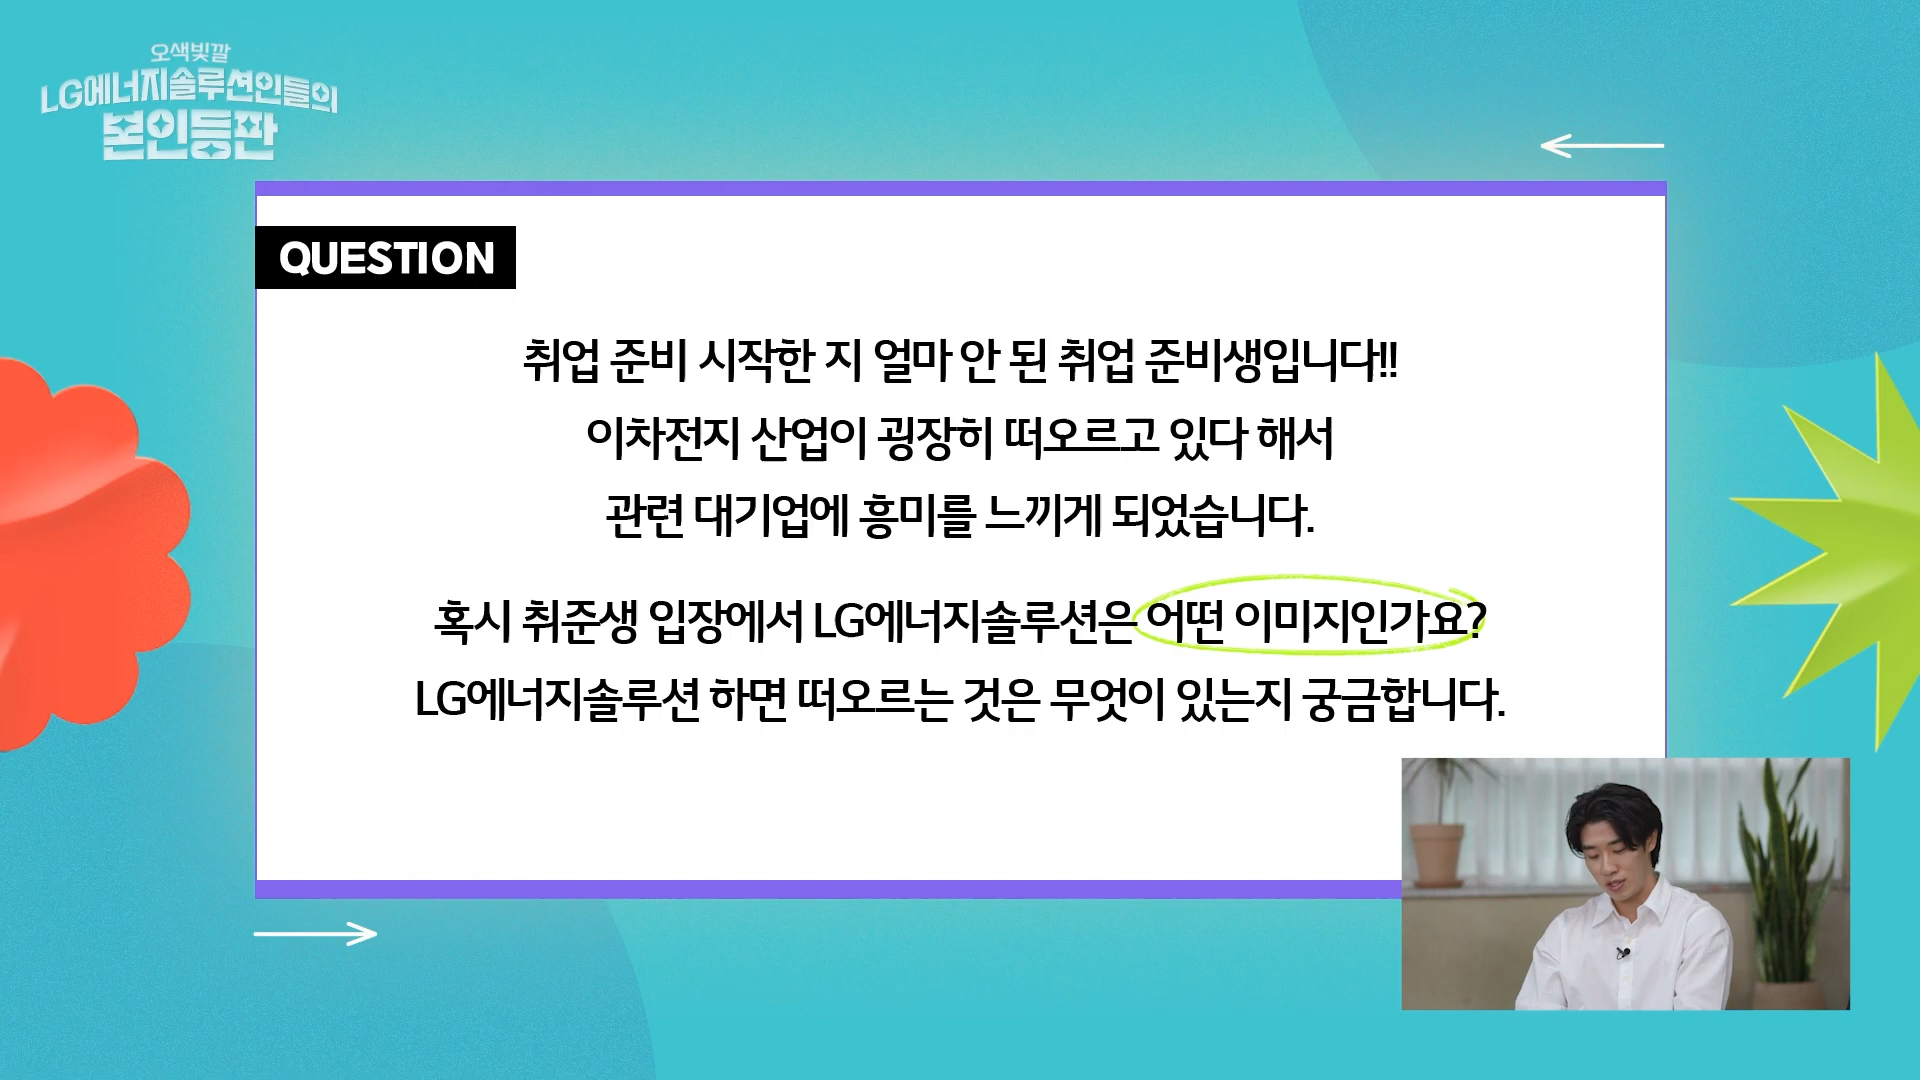 오색빛깔
LG에너지솔루션인들의
본인등판
QUESTION
취업 준비 시작한 지 얼마 안 된 취업 준비생입니다!!
이차전지 산업이 굉장히 떠오르고 있다 해서
관련 대기업에 흥미를 느끼게 되었습니다.
혹시 취준생 입장에서 LG에너지솔루션은 어떤 이미지인가요?
LG에너지솔루션 하면 떠오르는 것은 무엇이 있는지 궁금합니다.